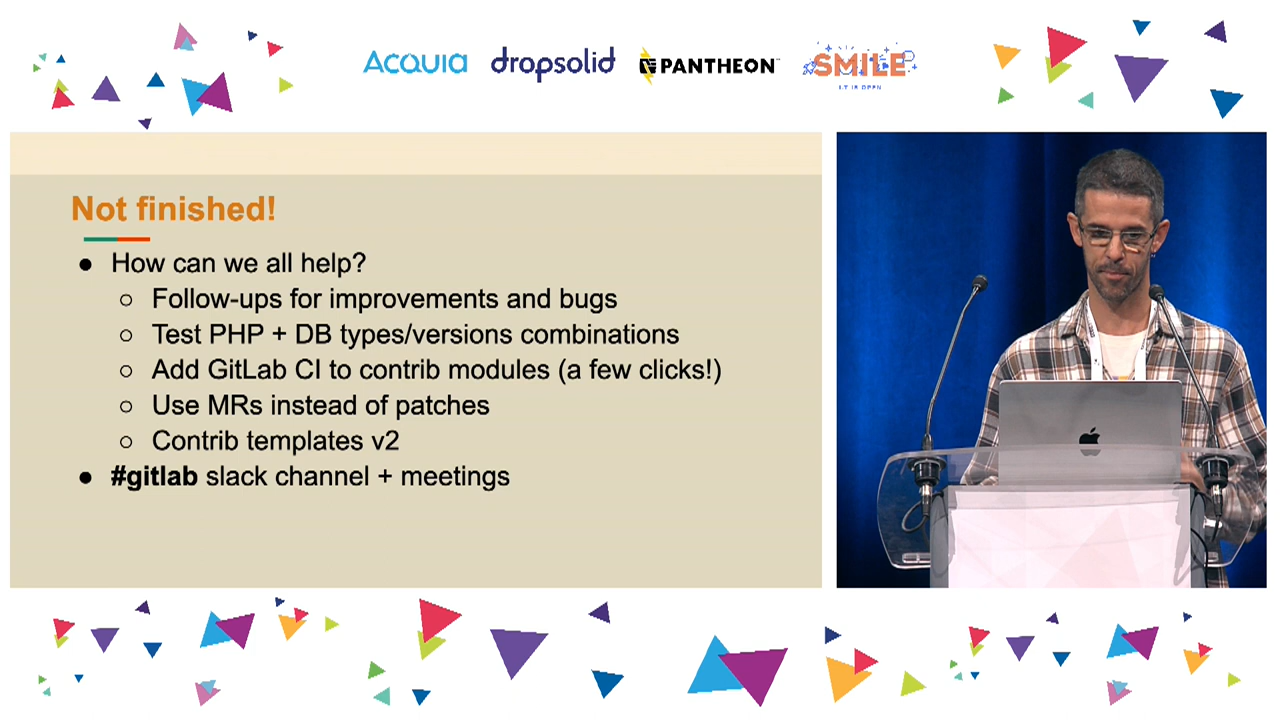 ACQUIA
dropsolid
PANTHEON
SMILE
I.T IS OPEN
Not finished!
● How can we all help?
○ Follow-ups for improvements and bugs
○ Test PHP + DB types/versions combinations
○ Add GitLab CI to contrib modules (a few clicks!)
○ Use MRs instead of patches
○ Contrib templates v2
● #gitlab slack channel + meetings